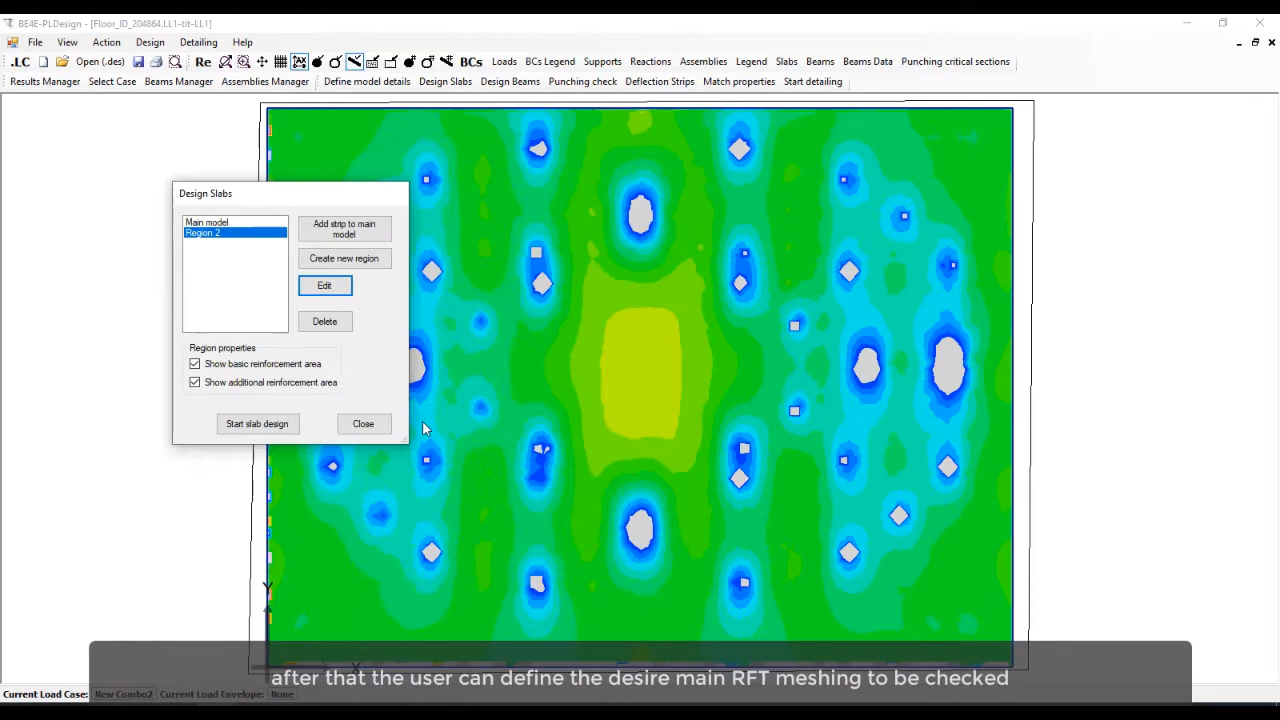 BE4E-PLDesign - [Floor_ID_204864.LL1-tit-LL1]
File View Action Design Detailing Help
.LC Open (.des) Re BCs Loads BCs Legend Supports Reactions Assemblies Legend Slabs Beams Beams Data Punching critical sections
Results Manager Select Case Beams Manager Assemblies Manager Define model details Design Slabs Design Beams Punching check Deflection Strips Match properties Start detailing
Design Slabs
Main model
Region 2
Add strip to main
model
Create new region
Edit
Delete
Region properties
Show basic reinforcement area
Show additional reinforcement area
Start slab design Close
Y
X
after that the user can define the desire main RFT meshing to be checked
Current Load Case: New Combo2 Current Load Envelope: None